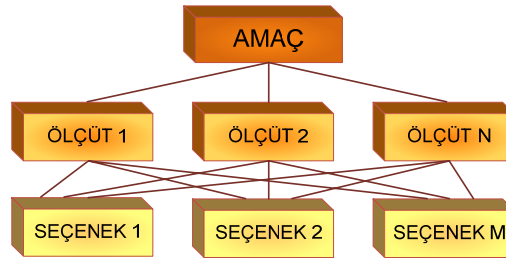 AMAÇ
ÖLÇÜT 1
ÖLÇÜT 2
ÖLÇÜT N
SEÇENEK 1
SEÇENEK 2
SEÇENEK M